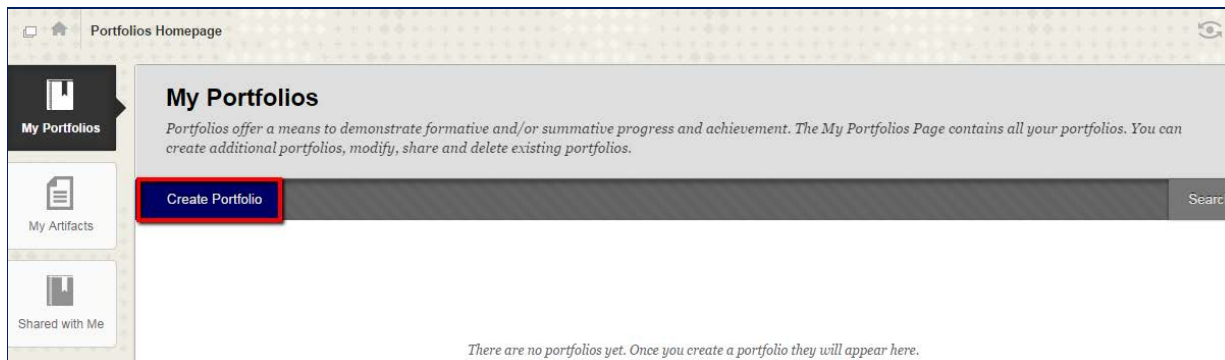 Portfolios Homepage
My Portfolios
My Portfolios
Portfolios offer a means to demonstrate formative and/or summative progress and achievement. The My Portfolios Page contains all your portfolios. You can
create additional portfolios, modify, share and delete existing portfolios.
Create Portfolio
Search
My Artifacts
Shared with Me
There are no portfolios yet. Once you create a portfolio they will appear here.